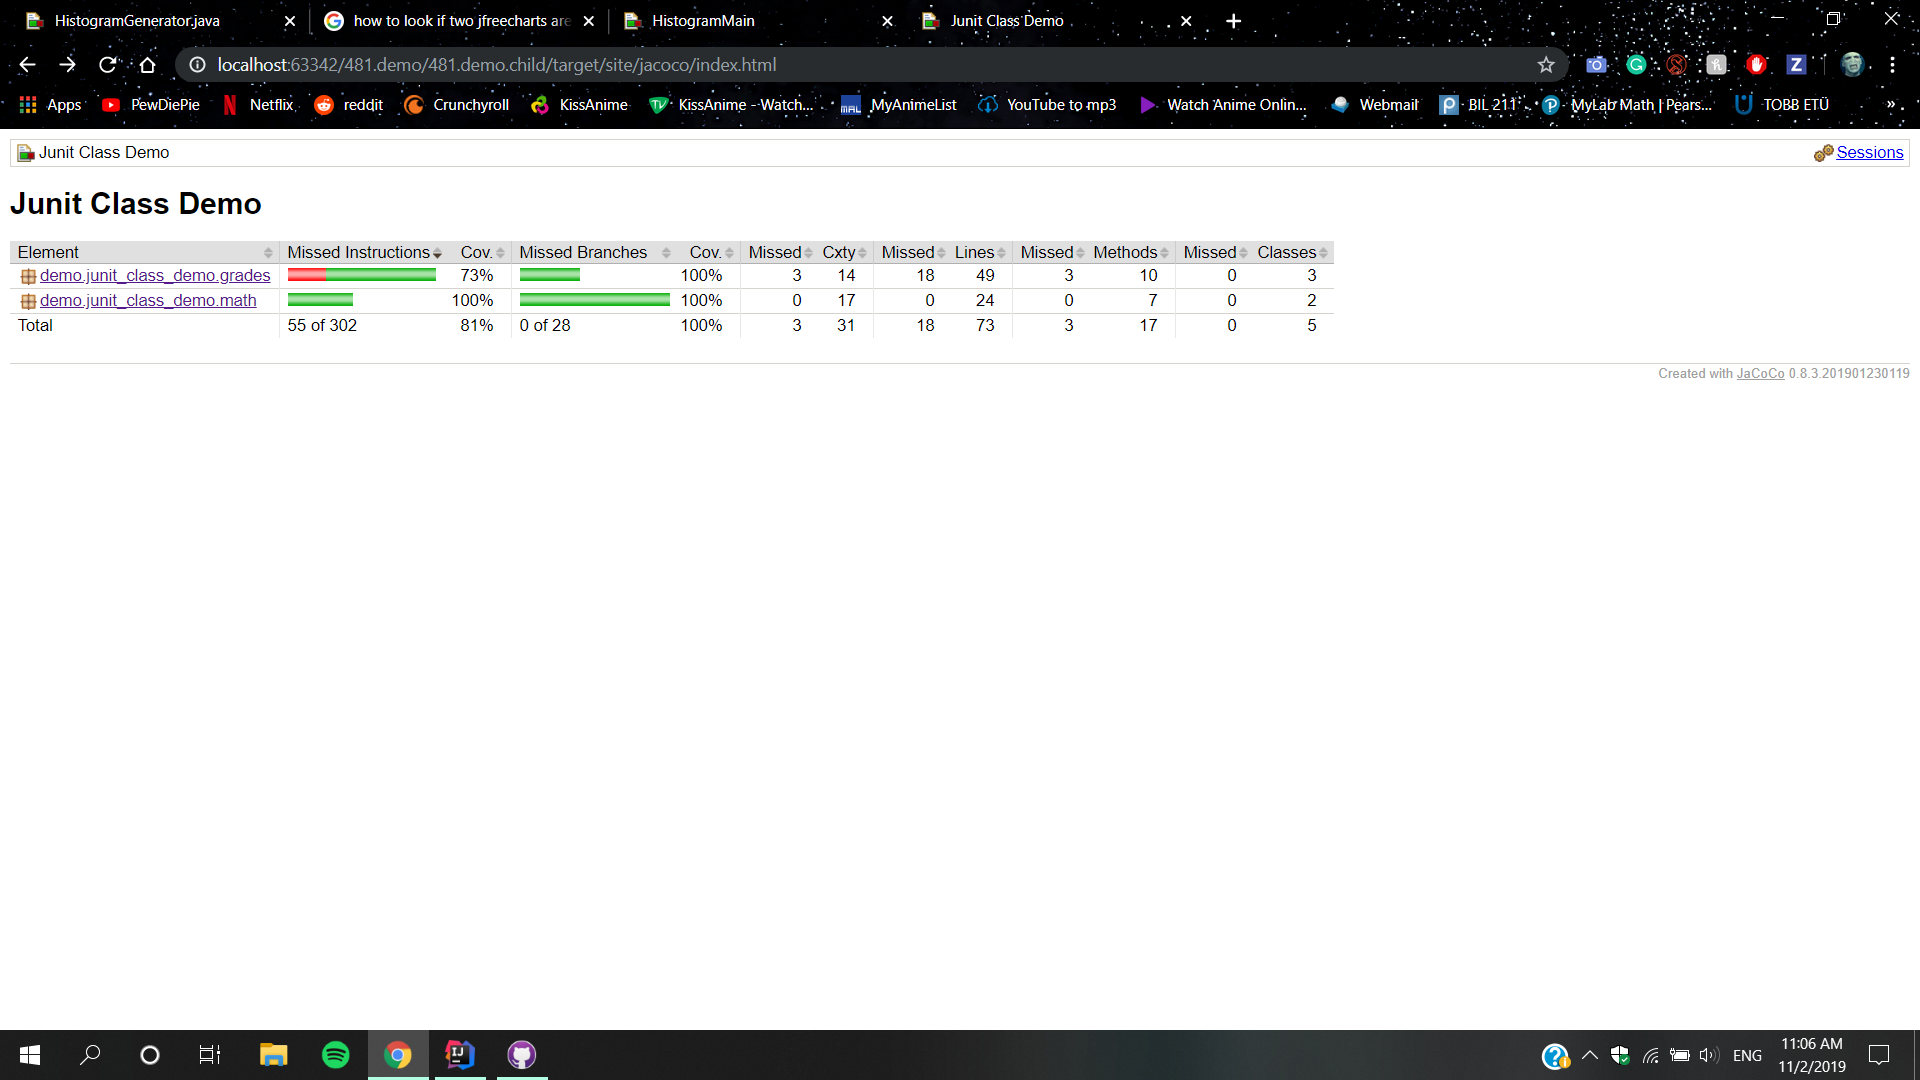 HistogramGenerator.java
how to look if two jfreecharts are
HistogramMain
Junit Class Demo
localhost:63342/481.demo/481.demo.child/target/site/jacoco/index.html
Apps PewDiePie Netflix reddit Crunchyroll KissAnime KissAnime - Watch... MyAnimeList YouTube to mp3 Watch Anime Onlin... Webmail BIL 211 MyLab Math | Pears... TOBB ETÜ »
Junit Class Demo Sessions
Junit Class Demo
Element Missed Instructions Cov. Missed Branches Cov. Missed Cxty Missed Lines Missed Methods Missed Classes
demo.junit_class_demo.grades 73% 100% 3 14 18 49 3 10 0 3
demo.junit_class_demo.math 100% 100% 0 17 0 24 0 7 0 2
Total 55 of 302 81% 0 of 28 100% 3 31 18 73 3 17 0 5
Created with JaCoCo 0.8.3.201901230119
ENG
11:06 AM
11/2/2019